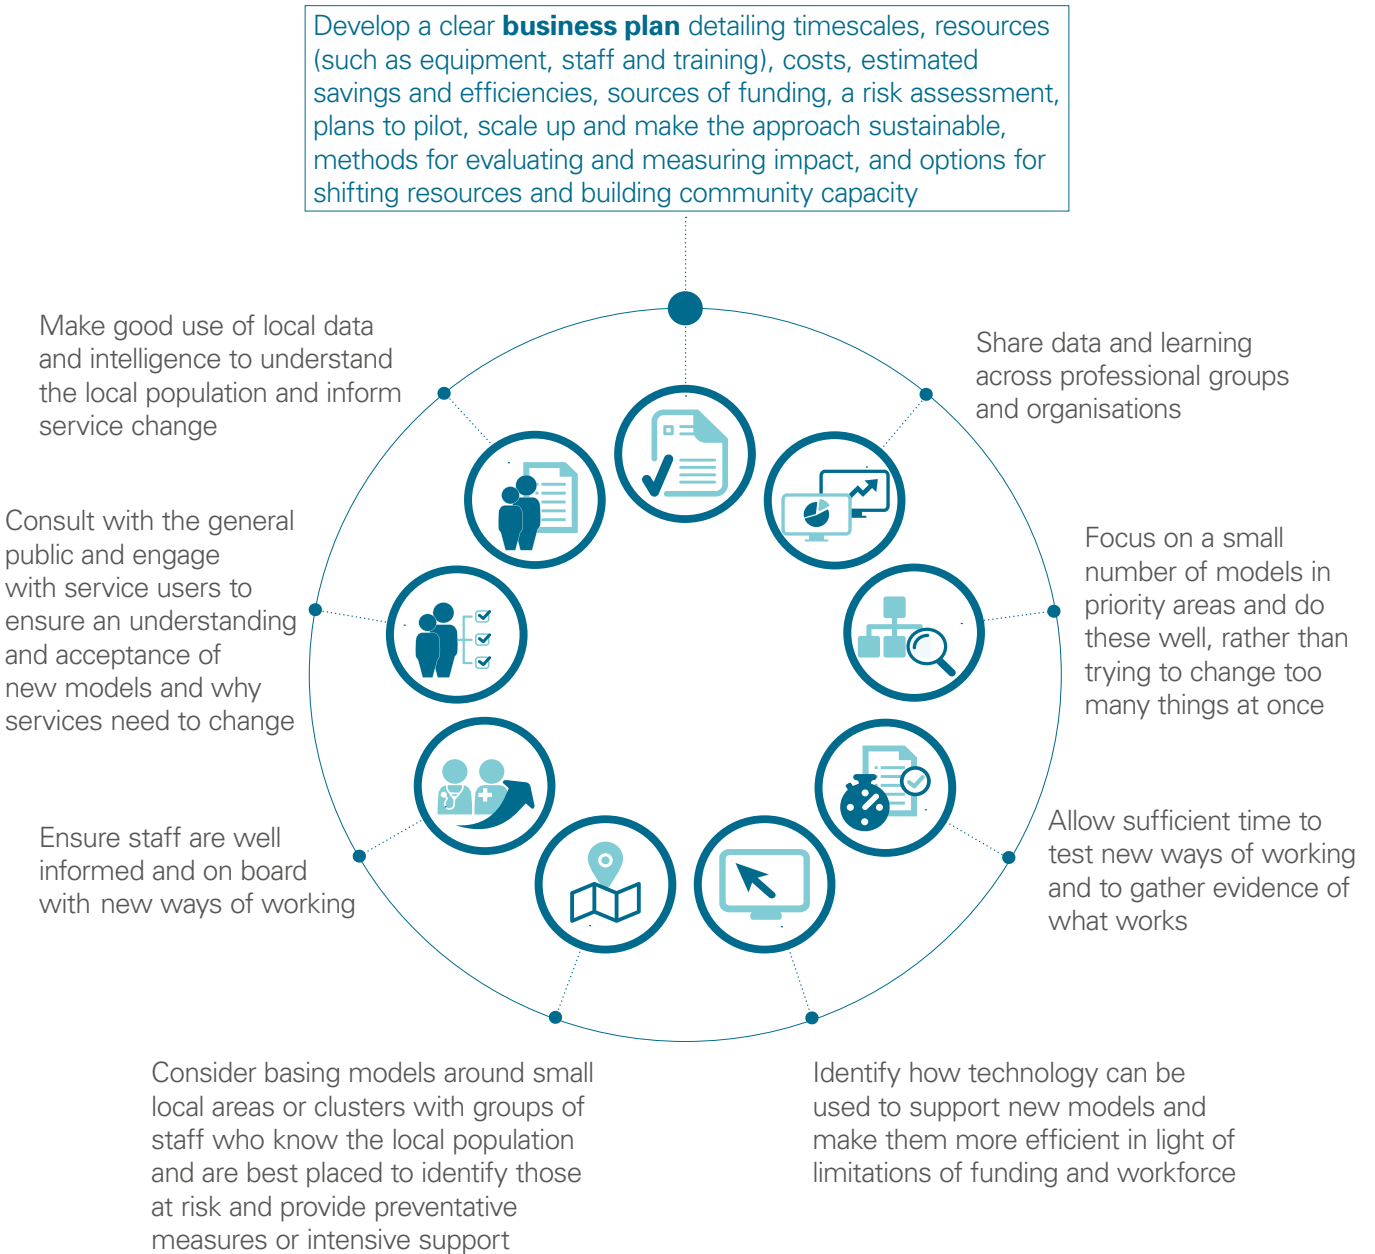 Develop a clear business plan detailing timescales, resources
(such as equipment, staff and training), costs, estimated
savings and efficiencies, sources of funding, a risk assessment,
plans to pilot, scale up and make the approach sustainable,
methods for evaluating and measuring impact, and options for
shifting resources and building community capacity
Share data and learning
across professional groups
and organisations
Focus on a small
number of models in
priority areas and do
these well, rather than
trying to change too
many things at once
Allow sufficient time to
test new ways of working
and to gather evidence of
what works
Identify how technology can be
used to support new models and
make them more efficient in light of
limitations of funding and workforce
Consider basing models around small
local areas or clusters with groups of
staff who know the local population
and are best placed to identify those
at risk and provide preventative
measures or intensive support
Ensure staff are well
informed and on board
with new ways of working
Consult with the general
public and engage
with service users to
ensure an understanding
and acceptance of
new models and why
services need to change
Make good use of local data
and intelligence to understand
the local population and inform
service change